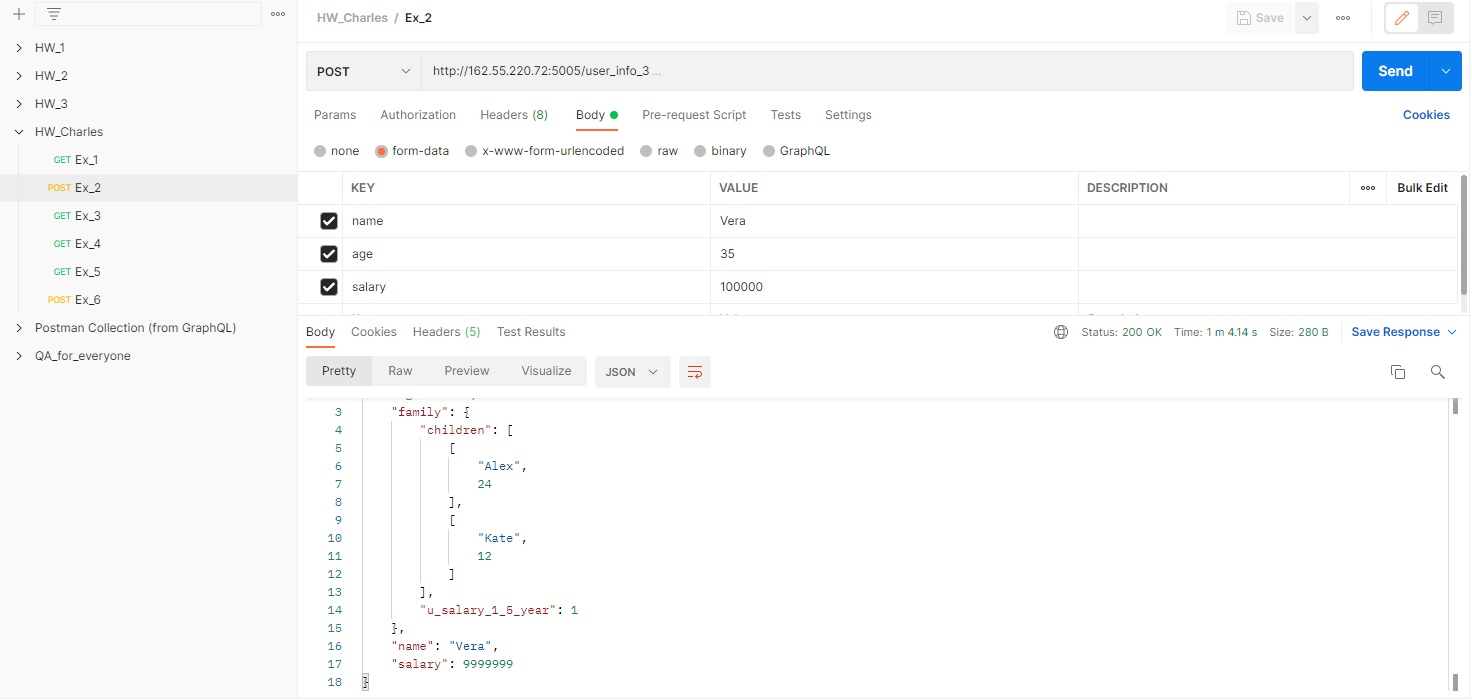 HW_Charles / Ex_2
Save
HW_1
HW_2
HW_3
HW_Charles
GET Ex_1
POST Ex_2
GET Ex_3
GET Ex_4
GET Ex_5
POST Ex_6
Postman Collection (from GraphQL)
QA_for_everyone
POST http://162.55.220.72:5005/user_info_3... Send
Params Authorization Headers (8) Body Pre-request Script Tests Settings Cookies
none form-data x-www-form-urlencoded raw binary GraphQL
KEY VALUE DESCRIPTION Bulk Edit
name Vera
age 35
salary 100000
Body Cookies Headers (5) Test Results Status: 200 OK Time: 1 m 4.14 s Size: 280 B Save Response
Pretty Raw Preview Visualize JSON
3 "family": {
4 "children": [
5 [
6 "Alex",
7 24
8 ],
9 [
10 "Kate",
11 12
12 ]
13 ],
14 "u_salary_1_5_year": 1
15 },
16 "name": "Vera",
17 "salary": 9999999
18 }